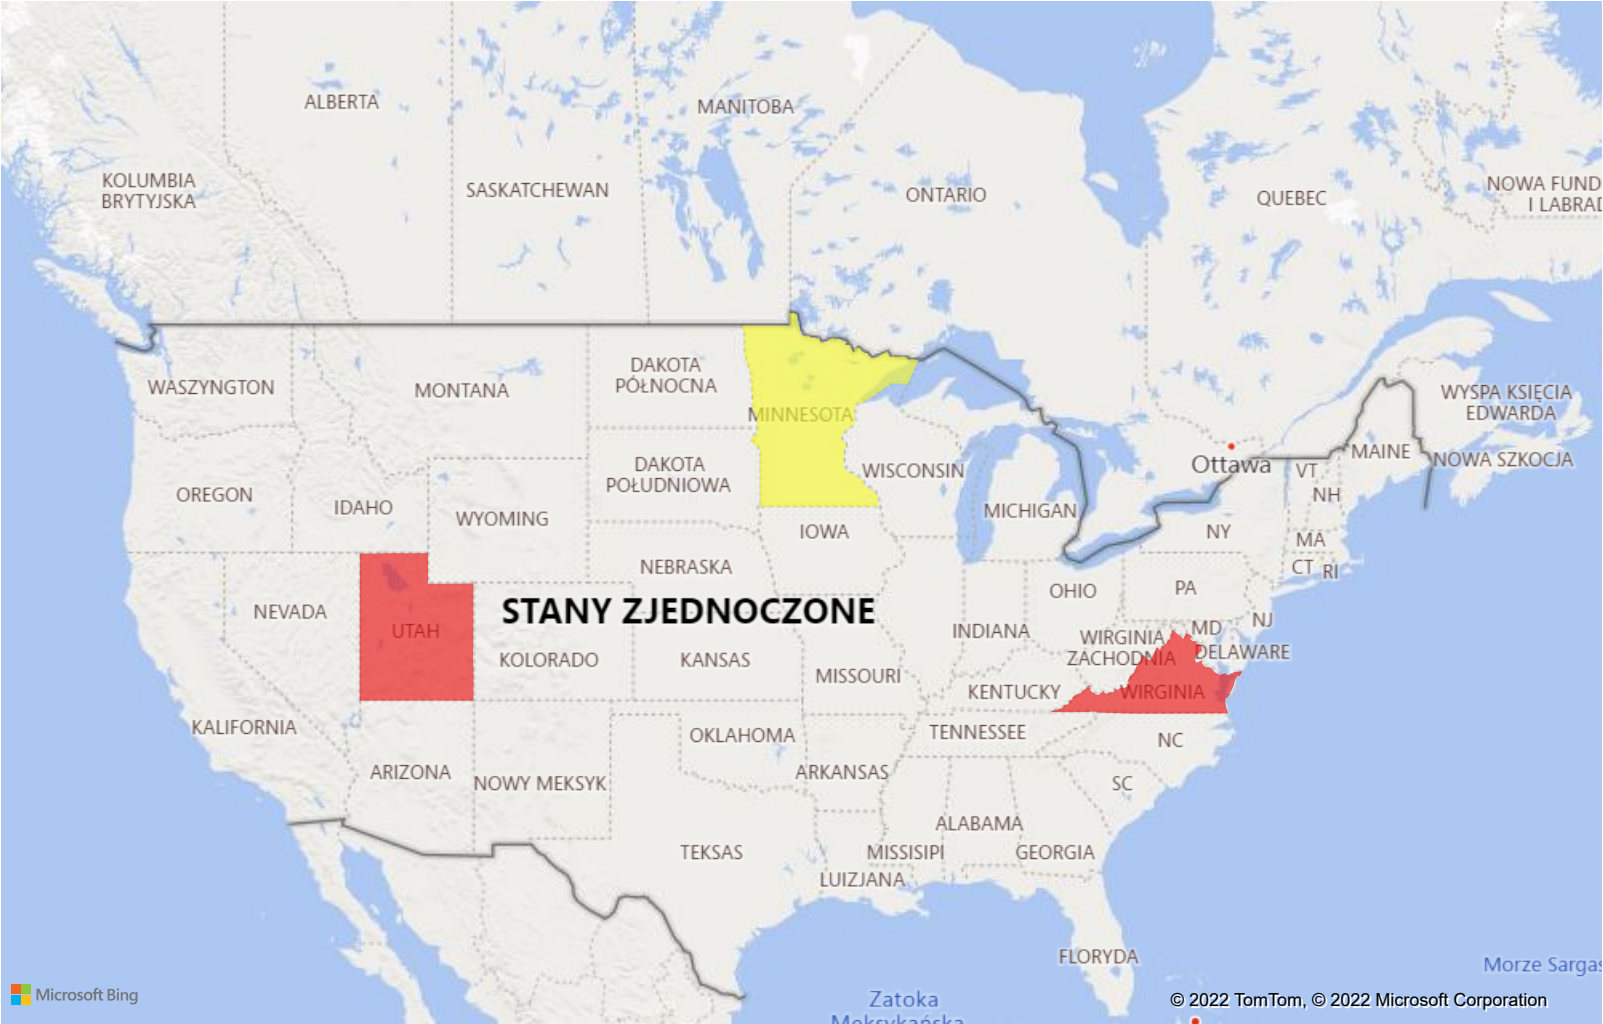 ALBERTA
MANITOBA
KOLUMBIA
BRYTYJSKA
SASKATCHEWAN
ONTARIO
QUEBEC
NOWA FUND
I LABRAD
WASZYNGTON
MONTANA
DAKOTA
PÓŁNOCNA
MINNESOTA
WYSPA KSIĘCIA
EDWARDA
OREGON
IDAHO
WYOMING
DAKOTA
POŁUDNIOWA
WISCONSIN
MICHIGAN
Ottawa
VT
MAINE
NOWA SZKOCJA
NH
NY
MA
CT
RI
IOWA
NEBRASKA
OHIO
PA
NJ
NEVADA
UTAH
STANY ZJEDNOCZONE
KOLORADO
KANSAS
MISSOURI
INDIANA
WIRGINIA
ZACHODNIA
MD
DELAWARE
KENTUCKY
WIRGINIA
KALIFORNIA
ARIZONA
NOWY MEKSYK
OKLAHOMA
ARKANSAS
TENNESSEE
NC
SC
TEKSAS
MISSISIPI
ALABAMA
GEORGIA
LUIZJANA
FLORYDA
Morze Sargas
Zatoka
Meksykańska
Microsoft Bing
© 2022 TomTom, © 2022 Microsoft Corporation